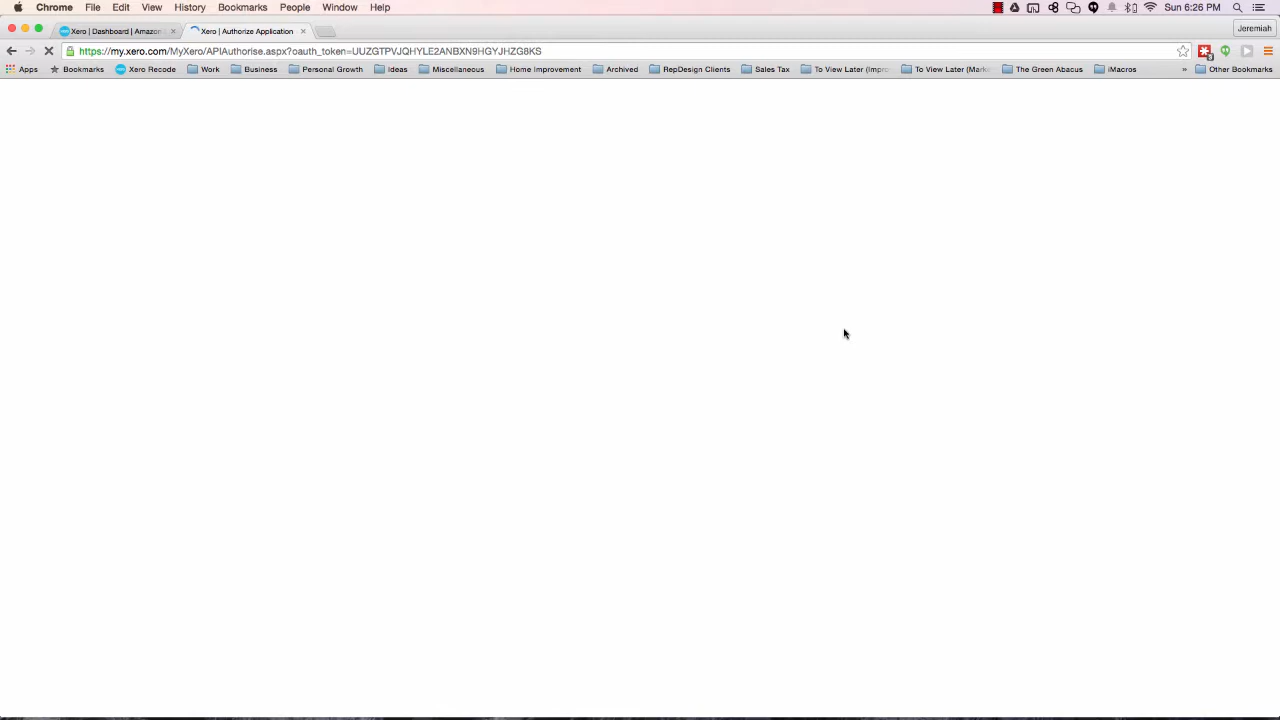 Chrome File Edit View History Bookmarks People Window Help Sun 6:26 PM
Xero | Dashboard | Amazon Xero | Authorize Application Jeremiah
https://my.xero.com/MyXero/APIAuthorise.aspx?oauth_token=UUZGTPVJQHYLE2ANBXN9HGYJHZG8KS
Apps Bookmarks Xero Recode Work Business Personal Growth Ideas Miscellaneous Home Improvement Archived RepDesign Clients Sales Tax To View Later (Impro To View Later (Mark The Green Abacus iMacros » Other Bookmarks